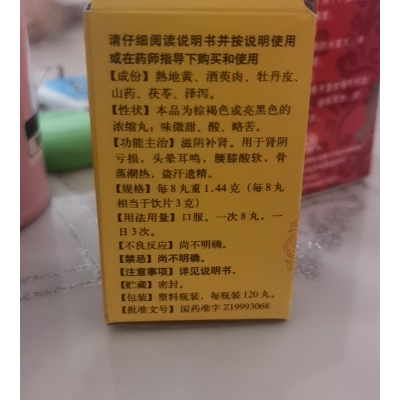 请仔细阅读说明书并按说明使用
或在药师指导下购买和使用
【成份】熟地黄、酒萸肉、牡丹皮、
山药、茯苓、泽泻。
【性状】本品为棕褐色或亮黑色的
浓缩丸；味微甜、酸、略苦。
【功能主治】滋阴补肾。用于肾阴
亏损，头晕耳鸣，腰膝酸软，骨
蒸潮热，盗汗遗精。
【规格】每8丸重1.44克（每8丸
相当于饮片3克）
【用法用量】口服。一次8丸，一
日3次。
【不良反应】尚不明确。
【禁忌】尚不明确。
【注意事项】详见说明书。
【贮藏】密封。
【包装】塑料瓶装，每瓶装120丸。
【批准文号】国药准字Z19993068